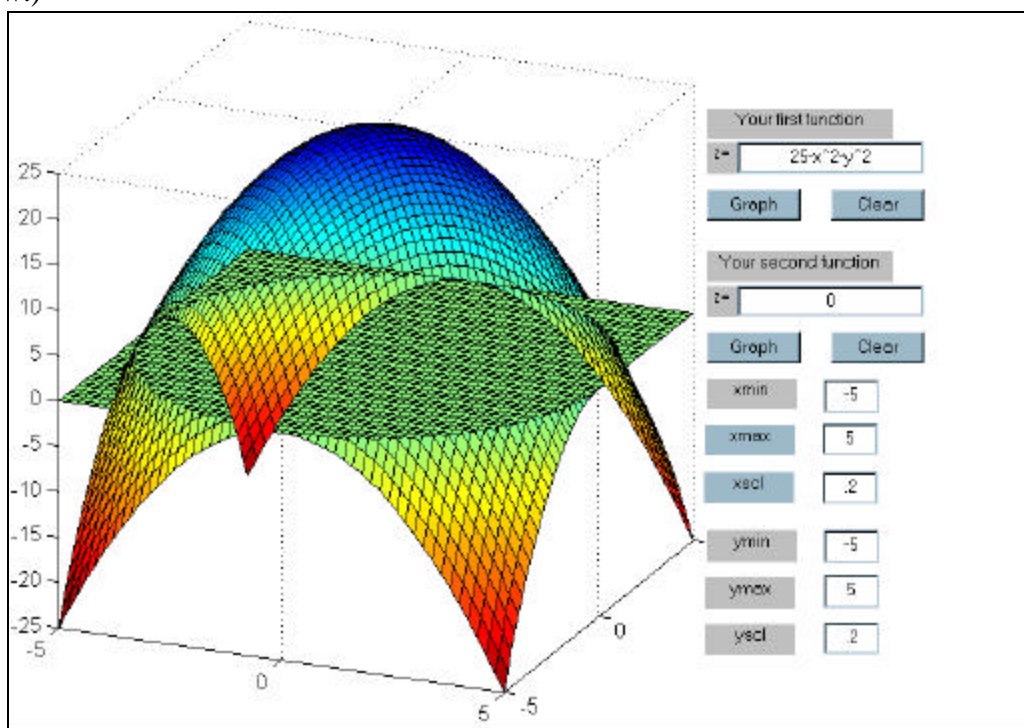 25
20
15
10
5
0
-5
-10
-15
-20
-25
-5
0
5
-5
0
Your first function
z= 25-x^2-y^2
Graph Clear
Your second function
z= 0
Graph Clear
xmin -5
xmax 5
xscl .2
ymin -5
ymax 5
yscl .2